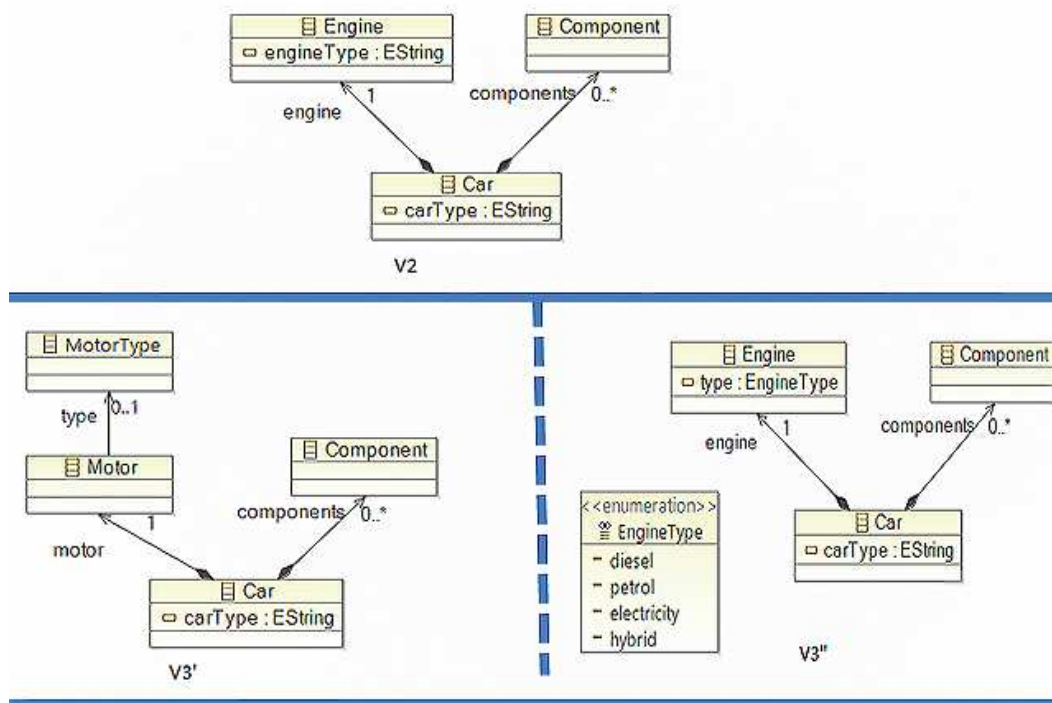 Engine
engineType : EString
Component
1
components
0..*
engine
Car
carType : EString
V2
MotorType
0..1
type
Motor
1
motor
Component
components
0..*
Car
carType : EString
V3'
Engine
type : EngineType
Component
1
engine
components
0..*
<<enumeration>>
EngineType
diesel
petrol
electricity
hybrid
Car
carType : EString
V3"